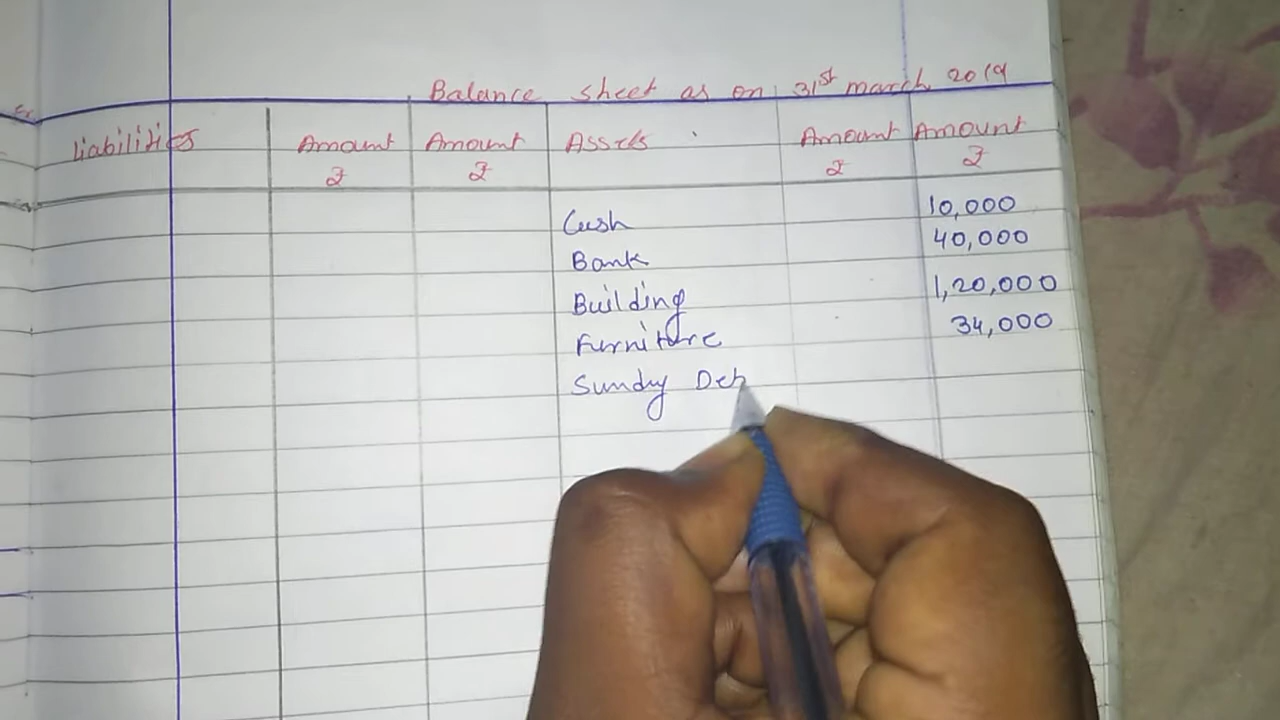 Balance sheet as on 31st march 2019
Liabilities Amount Amount Assets Amount Amount
₹ ₹ ₹ ₹
Cash 10,000
Bank 40,000
Building 1,20,000
Furniture 34,000
Sundry Deb